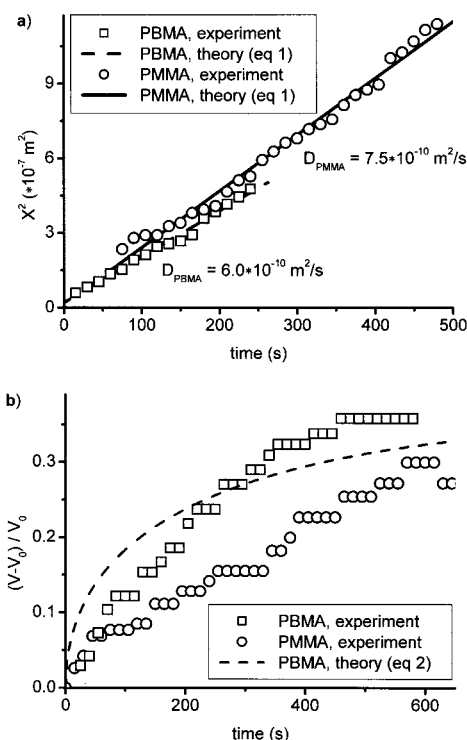 a)
PBMA, experiment
PBMA, theory (eq 1)
PMMA, experiment
PMMA, theory (eq 1)
9
6
3
0
X² (*10⁻⁷ m²)
D_PMMA = 7.5*10⁻¹⁰ m²/s
D_PBMA = 6.0*10⁻¹⁰ m²/s
0 100 200 300 400 500
time (s)
b)
0.3
0.2
0.1
0.0
(V-V₀) / V₀
PBMA, experiment
PMMA, experiment
PBMA, theory (eq 2)
0 200 400 600
time (s)